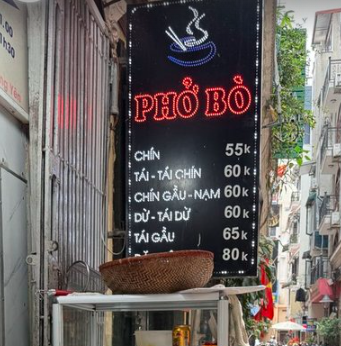 PHỞ BÒ
CHÍN 55k
TÁI - TÁI CHÍN 60k
CHÍN GẦU - NẠM 60k
DỪ - TÁI DỪ 60k
TÁI GẦU 65k
80k